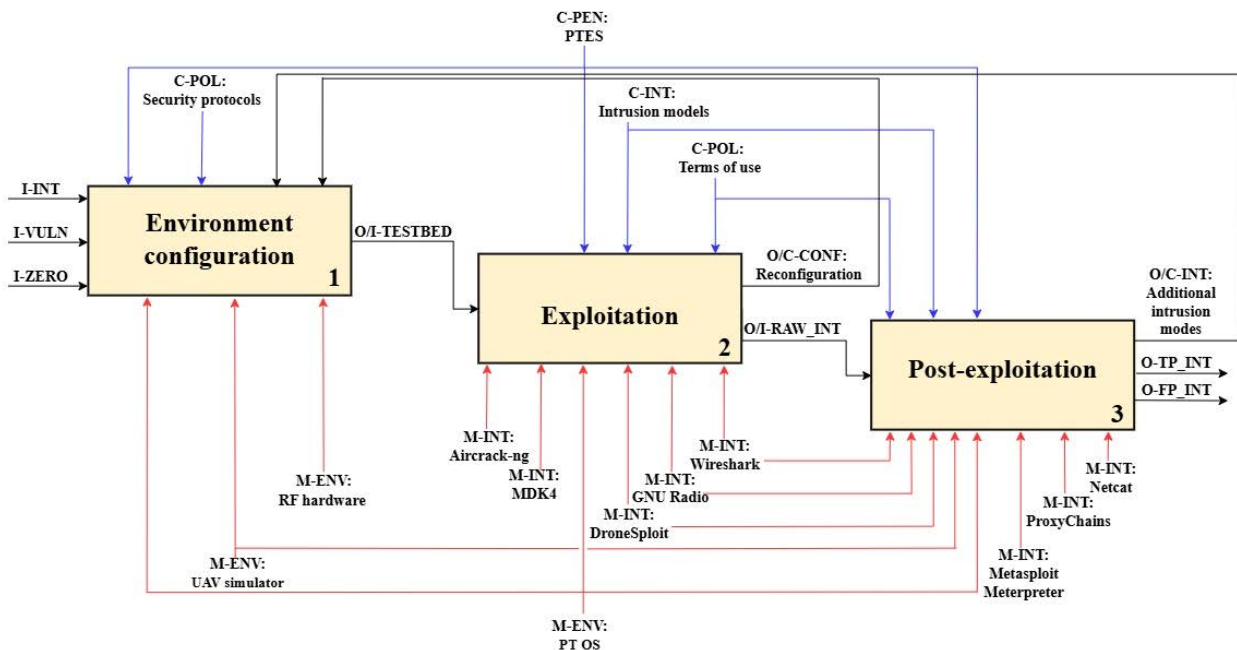 C-PEN:
PTES
C-POL:
Security protocols
C-INT:
Intrusion models
C-POL:
Terms of use
I-INT
I-VULN
I-ZERO
Environment
configuration
1
O/I-TESTBED
O/C-CONF:
Reconfiguration
Exploitation
2
O/I-RAW_INT
O/C-INT:
Additional
intrusion
modes
Post-exploitation
3
O-TP_INT
O-FP_INT
M-INT:
Aircrack-ng
M-INT:
MDK4
M-INT:
Wireshark
M-INT:
GNU Radio
M-INT:
DroneSploit
M-INT:
Netcat
M-INT:
ProxyChains
M-INT:
Metasploit
Meterpreter
M-ENV:
RF hardware
M-ENV:
UAV simulator
M-ENV:
PT OS